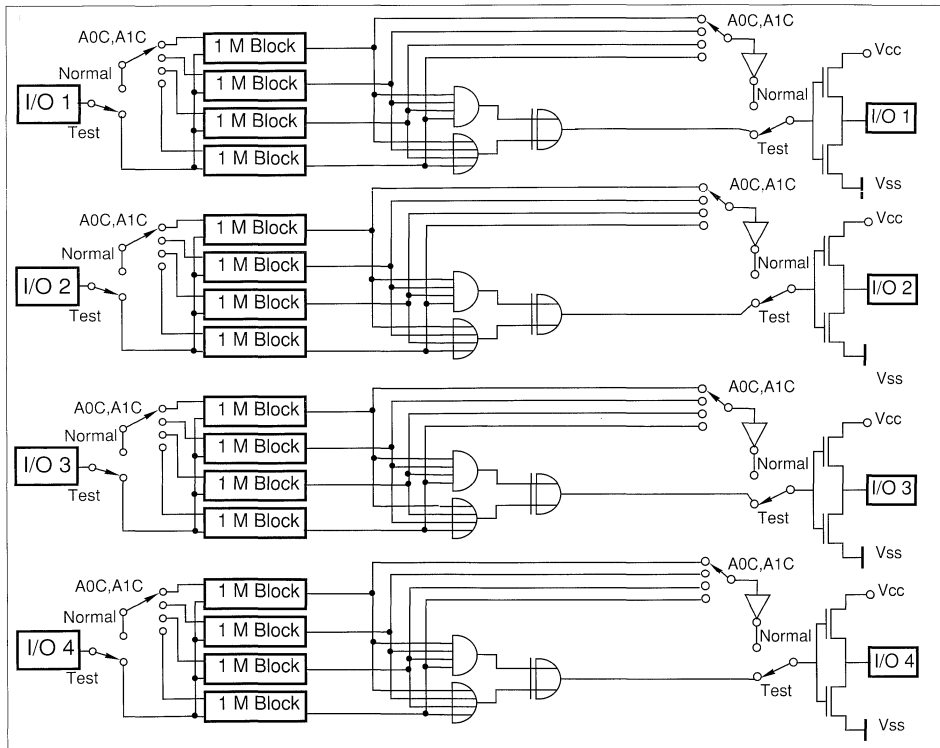 A0C,A1C
1 M Block
A0C,A1C
Vcc
Normal
1 M Block
Normal
I/O 1
1 M Block
I/O 1
Test
Test
1 M Block
Vss
A0C,A1C
1 M Block
A0C,A1C
Vcc
Normal
1 M Block
Normal
I/O 2
1 M Block
I/O 2
Test
Test
1 M Block
Vss
A0C,A1C
1 M Block
A0C,A1C
Vcc
Normal
1 M Block
Normal
I/O 3
1 M Block
I/O 3
Test
Test
1 M Block
Vss
A0C,A1C
1 M Block
A0C,A1C
Vcc
Normal
1 M Block
Normal
I/O 4
1 M Block
I/O 4
Test
Test
1 M Block
Vss